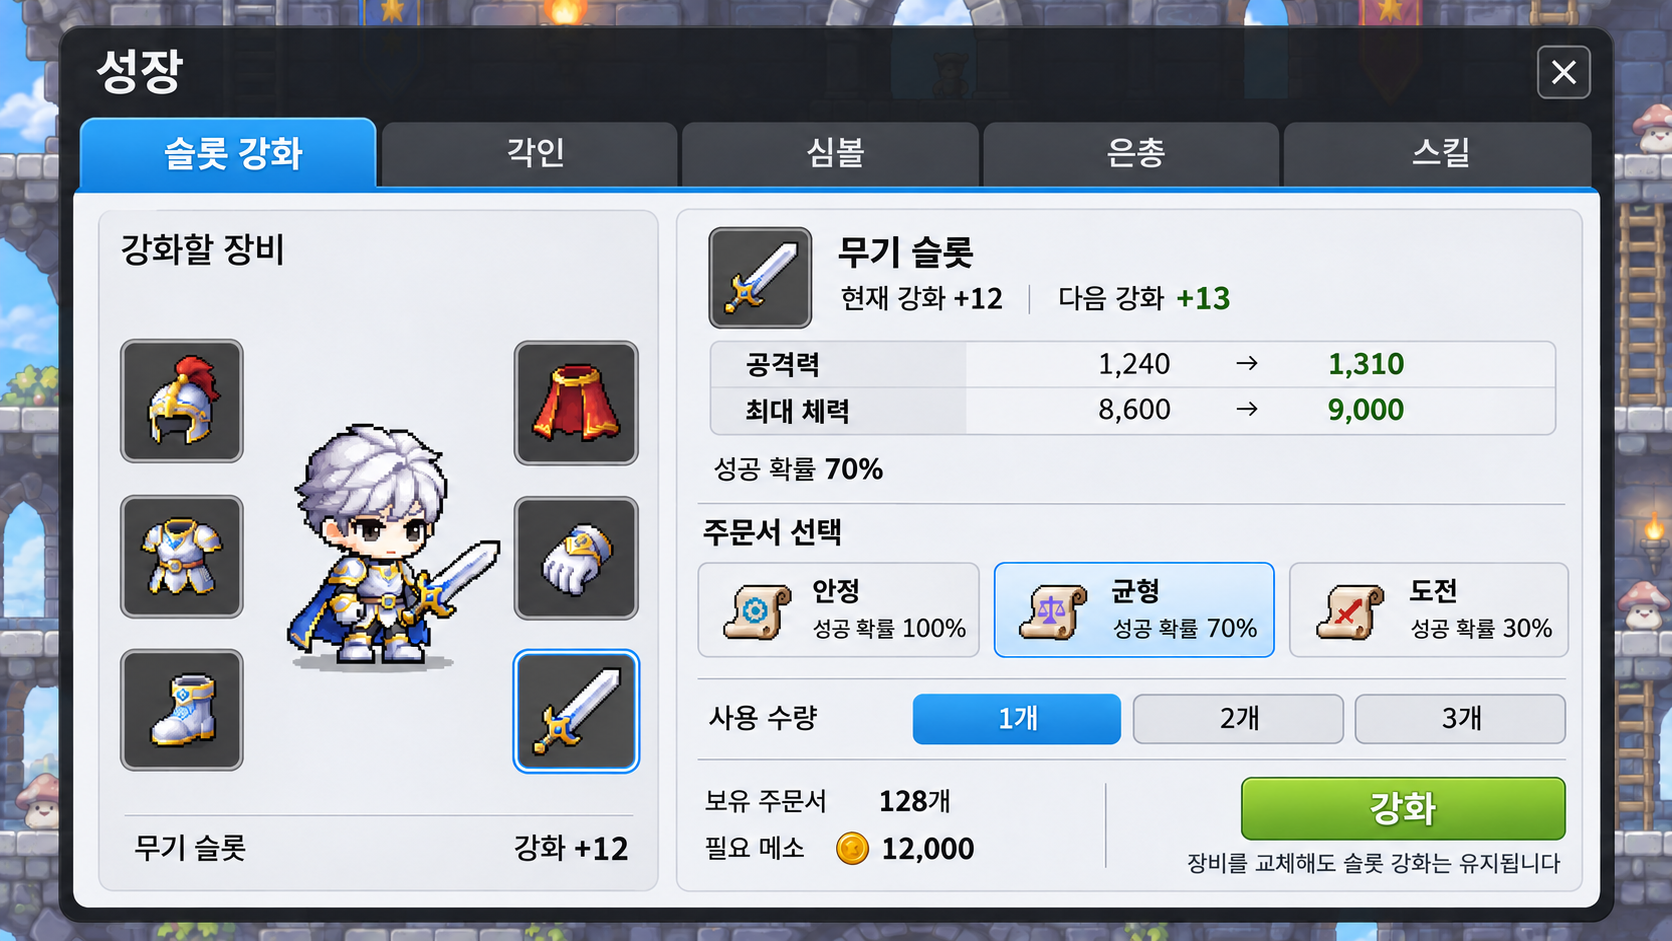 성장
슬롯 강화
각인
심볼
은총
스킬
강화할 장비
무기 슬롯 강화 +12
무기 슬롯
현재 강화 +12 다음 강화 +13
공격력 1,240 → 1,310
최대 체력 8,600 → 9,000
성공 확률 70%
주문서 선택
안정
성공 확률 100%
균형
성공 확률 70%
도전
성공 확률 30%
사용 수량 1개 2개 3개
보유 주문서 128개
필요 메소 12,000
강화
장비를 교체해도 슬롯 강화는 유지됩니다